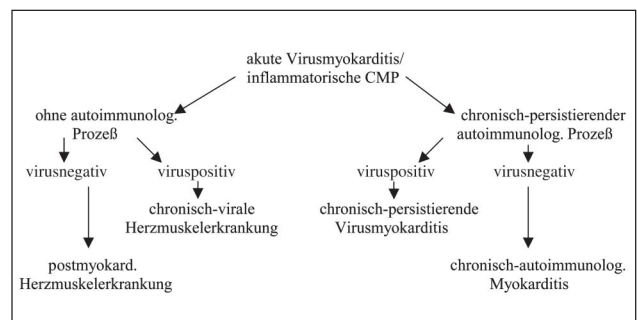 akute Virusmyokarditis/
inflammatorische CMP
ohne autoimmunolog.
Prozeß
chronisch-persistierender
autoimmunolog. Prozeß
virusnegativ
viruspositiv
viruspositiv
virusnegativ
chronisch-virale
Herzmuskelerkrankung
chronisch-persistierende
Virusmyokarditis
postmyokard.
Herzmuskelerkrankung
chronisch-autoimmunolog.
Myokarditis